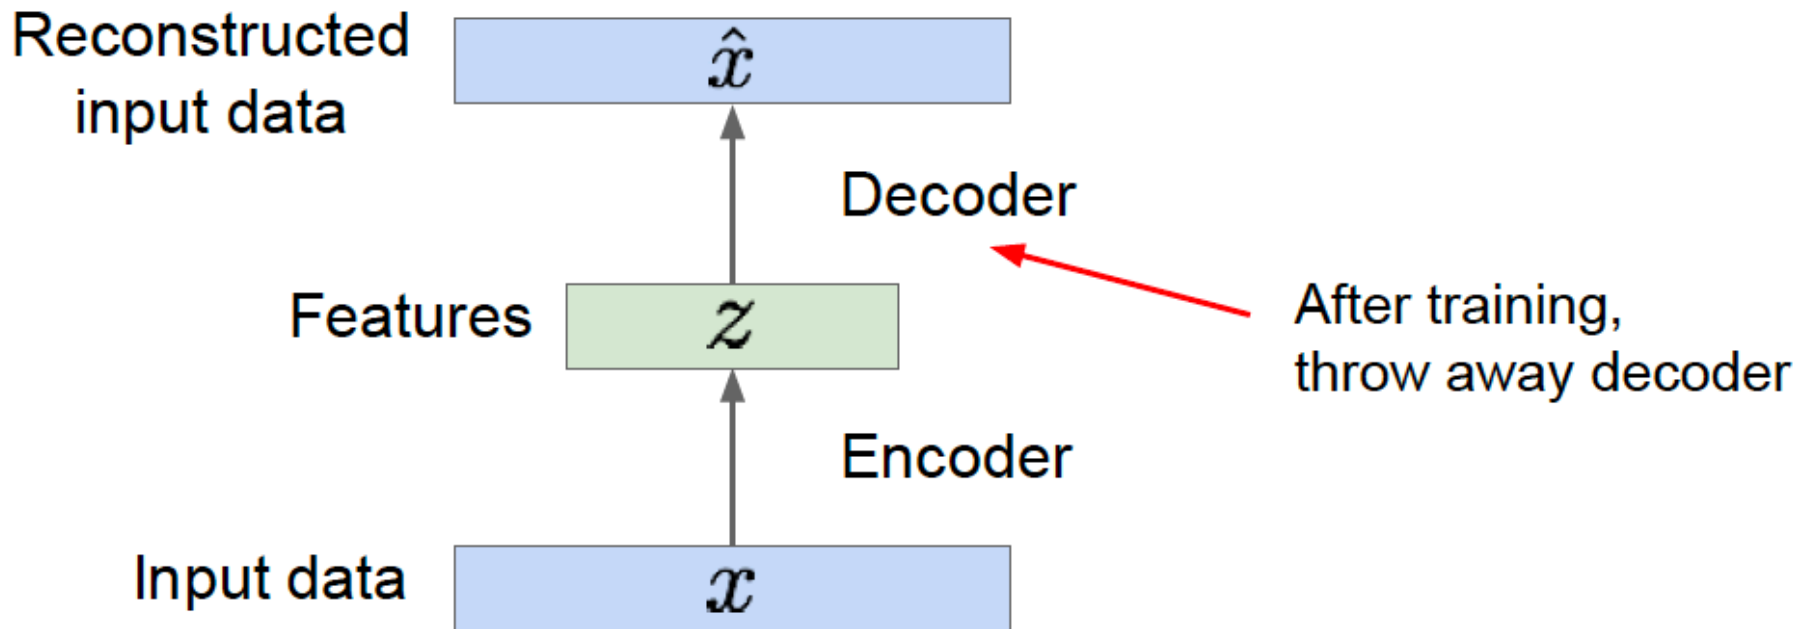 Reconstructed
input data
x̂
Decoder
Features
z
After training,
throw away decoder
Encoder
Input data
x